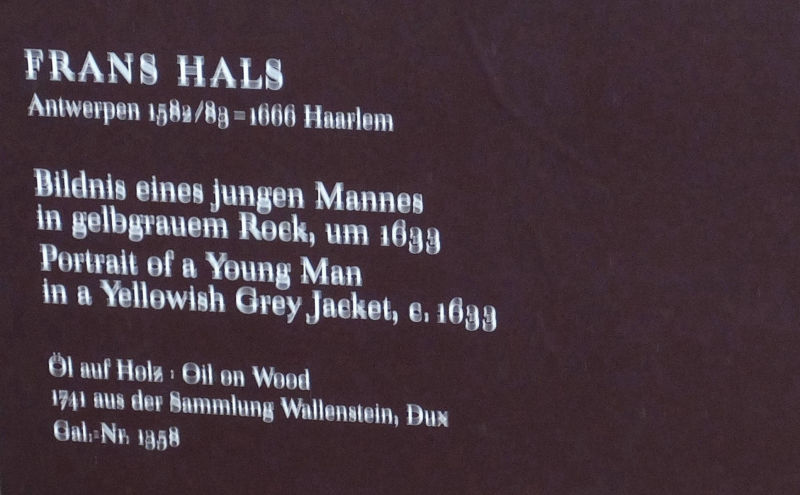 FRANS HALS
Antwerpen 1582/83–1666 Haarlem
Bildnis eines jungen Mannes
in gelbgrauem Rock, um 1633
Portrait of a Young Man
in a Yellowish Grey Jacket, c. 1633
Öl auf Holz : Oil on Wood
1741 aus der Sammlung Wallenstein, Dux
Gal.-Nr. 1358